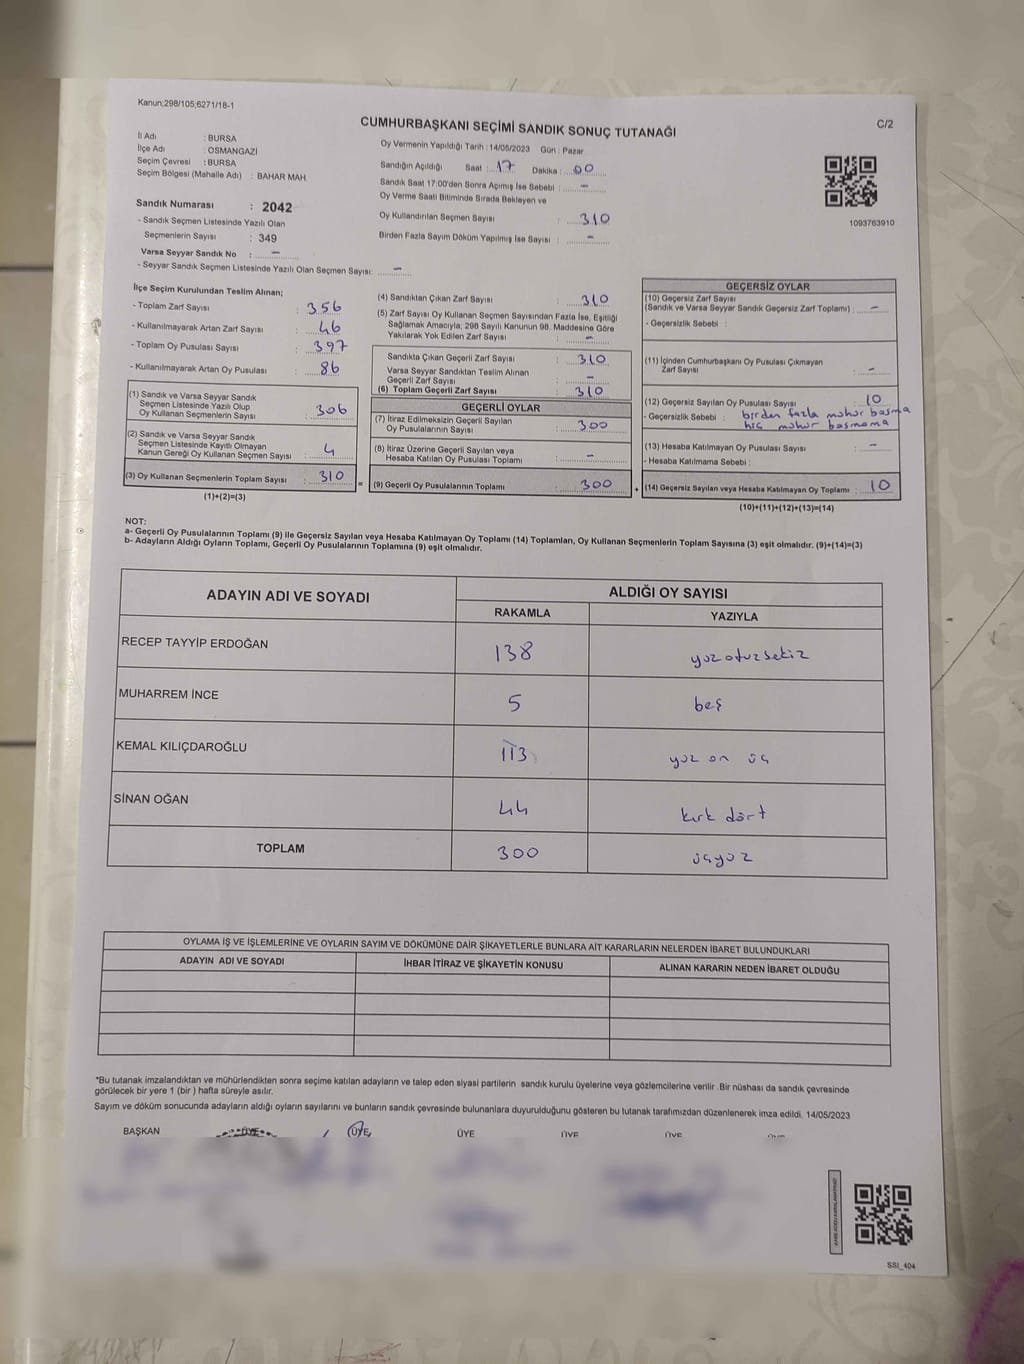 Kanun;298/105;6271/18-1
C/2
CUMHURBAŞKANI SEÇİMİ SANDIK SONUÇ TUTANAĞI
İl Adı : BURSA
İlçe Adı : OSMANGAZİ
Seçim Çevresi : BURSA
Seçim Bölgesi (Mahalle Adı) : BAHAR MAH.
Sandık Numarası : 2042
- Sandık Seçmen Listesinde Yazılı Olan
Seçmenlerin Sayısı : 349
Varsa Seyyar Sandık No : -
- Seyyar Sandık Seçmen Listesinde Yazılı Olan Seçmen Sayısı: -
Oy Vermenin Yapıldığı Tarih :14/05/2023 Gün : Pazar
Sandığın Açıldığı Saat : 17 Dakika : 00
Sandık Saat 17:00'den Sonra Açımış İse Sebebi : -
Oy Verme Saati Bitiminde Sırada Bekleyen ve
Oy Kullandırılan Seçmen Sayısı : 310
Birden Fazla Sayım Döküm Yapılmış İse Sayısı : -
1093763910
İlçe Seçim Kurulundan Teslim Alınan;
- Toplam Zarf Sayısı : 356
- Kullanılmayarak Artan Zarf Sayısı : 46
- Toplam Oy Pusulası Sayısı : 397
- Kullanılmayarak Artan Oy Pusulası : 86
(1) Sandık ve Varsa Seyyar Sandık
Seçmen Listesinde Yazılı Olup
Oy Kullanan Seçmenlerin Sayısı : 306
(2) Sandık ve Varsa Seyyar Sandık
Seçmen Listesinde Kayıtlı Olmayan
Kanun Gereği Oy Kullanan Seçmen Sayısı : 4
(3) Oy Kullanan Seçmenlerin Toplam Sayısı : 310
(1)+(2)=(3)
(4) Sandıktan Çıkan Zarf Sayısı : 310
(5) Zarf Sayısı Oy Kullanan Seçmen Sayısından Fazla İse, Eşitliği
Sağlamak Amacıyla; 298 Sayılı Kanunun 98. Maddesine Göre
Yakılarak Yok Edilen Zarf Sayısı : -
Sandıkta Çıkan Geçerli Zarf Sayısı : 310
Varsa Seyyar Sandıktan Teslim Alınan
Geçerli Zarf Sayısı : -
(6) Toplam Geçerli Zarf Sayısı : 310
GEÇERLİ OYLAR
(7) İtiraz Edilmeksizin Geçerli Sayılan
Oy Pusulalarının Sayısı : 300
(8) İtiraz Üzerine Geçerli Sayılan veya
Hesaba Katılan Oy Pusulası Toplamı : -
= (9) Geçerli Oy Pusulalarının Toplamı : 300
GEÇERSİZ OYLAR
(10) Geçersiz Zarf Sayısı
(Sandık ve Varsa Seyyar Sandık Geçersiz Zarf Toplamı) : -
- Geçersizlik Sebebi :
(11) İçinden Cumhurbaşkanı Oy Pusulası Çıkmayan
Zarf Sayısı : -
(12) Geçersiz Sayılan Oy Pusulası Sayısı : 10
- Geçersizlik Sebebi : birden fazla mühür basma
hiç mühür basmama
(13) Hesaba Katılmayan Oy Pusulası Sayısı : -
- Hesaba Katılmama Sebebi :
+ (14) Geçersiz Sayılan veya Hesaba Katılmayan Oy Toplamı : 10
(10)+(11)+(12)+(13)=(14)
NOT:
a- Geçerli Oy Pusulalarının Toplamı (9) ile Geçersiz Sayılan veya Hesaba Katılmayan Oy Toplamı (14) Toplamları, Oy Kullanan Seçmenlerin Toplam Sayısına (3) eşit olmalıdır. (9)+(14)=(3)
b- Adayların Aldığı Oyların Toplamı, Geçerli Oy Pusulalarının Toplamına (9) eşit olmalıdır.
ADAYIN ADI VE SOYADI ALDIĞI OY SAYISI
RAKAMLA YAZIYLA
RECEP TAYYİP ERDOĞAN 138 yüz otuz sekiz
MUHARREM İNCE 5 beş
KEMAL KILIÇDAROĞLU 113 yüz on üç
SİNAN OĞAN 44 kırk dört
TOPLAM 300 üçyüz
OYLAMA İŞ VE İŞLEMLERİNE VE OYLARIN SAYIM VE DÖKÜMÜNE DAİR ŞİKAYETLERLE BUNLARA AİT KARARLARIN NELERDEN İBARET BULUNDUKLARI
ADAYIN ADI VE SOYADI İHBAR İTİRAZ VE ŞİKAYETİN KONUSU ALINAN KARARIN NEDEN İBARET OLDUĞU
*Bu tutanak imzalandıktan ve mühürlendikten sonra seçime katılan adayların ve talep eden siyasi partilerin sandık kurulu üyelerine veya gözlemcilerine verilir .Bir nüshası da sandık çevresinde
görülecek bir yere 1 (bir ) hafta süreyle asılır.
Sayım ve döküm sonucunda adayların aldığı oyların sayılarını ve bunların sandık çevresinde bulunanlara duyurulduğunu gösteren bu tutanak tarafımızdan düzenlenerek imza edildi. 14/05/2023
BAŞKAN ÜYE ÜYE ÜYE ÜYE ÜYE
SSI_404